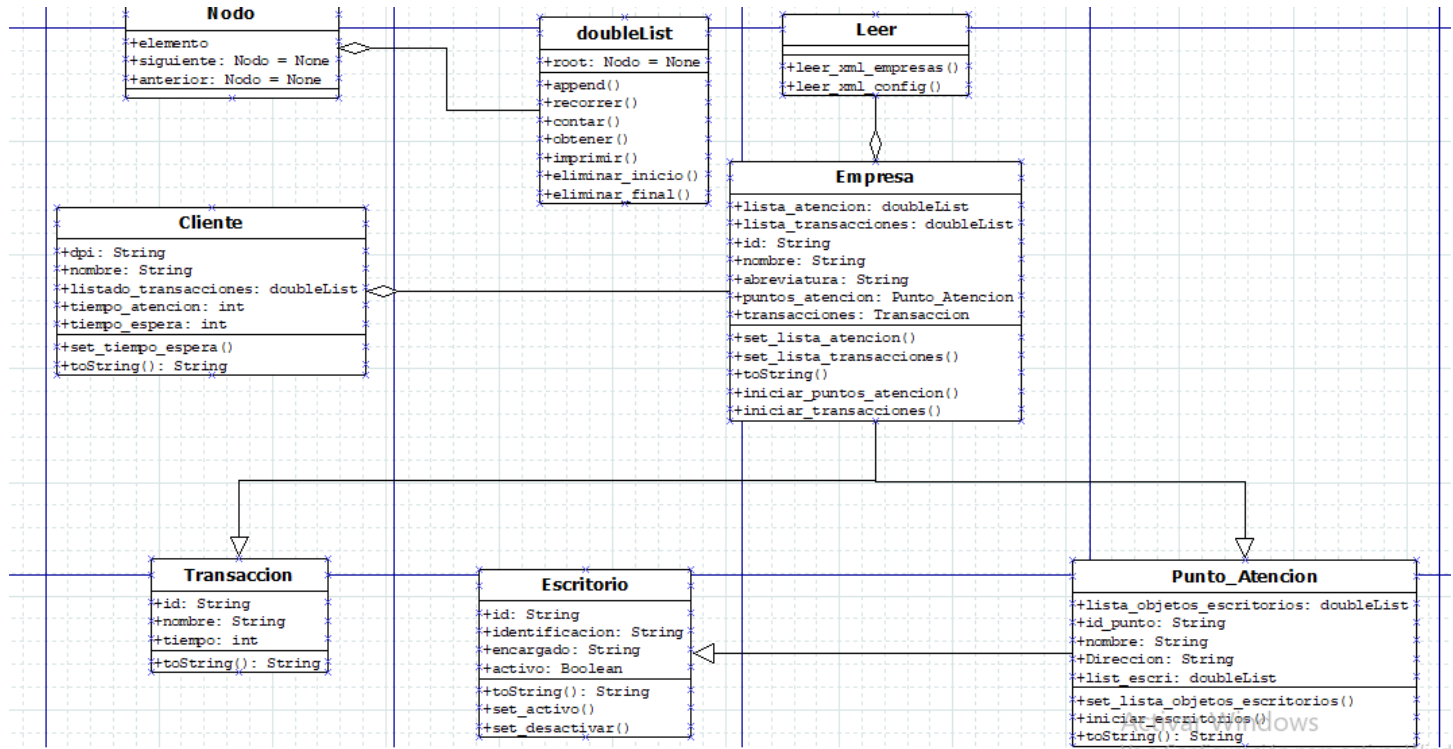 Nodo
+elemento
+siguiente: Nodo = None
+anterior: Nodo = None
doubleList
+root: Nodo = None
+append()
+recorrer()
+contar()
+obtener()
+imprimir()
+eliminar_inicio()
+eliminar_final()
Leer
+leer_xml_empresas()
+leer_xml_config()
Empresa
+lista_atencion: doubleList
+lista_transacciones: doubleList
+id: String
+nombre: String
+abreviatura: String
+puntos_atencion: Punto_Atencion
+transacciones: Transaccion
+set_lista_atencion()
+set_lista_transacciones()
+toString()
+iniciar_puntos_atencion()
+iniciar_transacciones()
Cliente
+dpi: String
+nombre: String
+listado_transacciones: doubleList
+tiempo_atencion: int
+tiempo_espera: int
+set_tiempo_espera()
+toString(): String
Transaccion
+id: String
+nombre: String
+tiempo: int
+toString(): String
Escritorio
+id: String
+identificacion: String
+encargado: String
+activo: Boolean
+toString(): String
+set_activo()
+set_desactivar()
Punto_Atencion
+lista_objetos_escritorios: doubleList
+id_punto: String
+nombre: String
+Direccion: String
+list_escri: doubleList
+set_lista_objetos_escritorios()
+iniciar_escritorios()
+toString(): String
Activar Windows